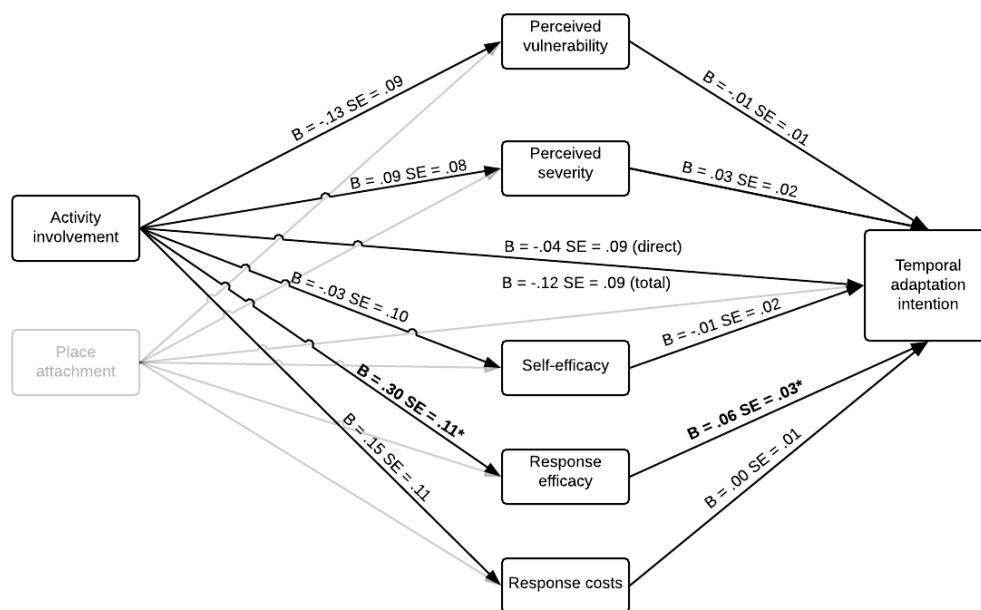 Perceived
vulnerability
B = -.13 SE = .09
B = -.01 SE = .01
Perceived
severity
B = .09 SE = .08
B = .03 SE = .02
Activity
involvement
B = -.04 SE = .09 (direct)
B = -.12 SE = .09 (total)
Temporal
adaptation
intention
B = -.03 SE = .10
B = -.01 SE = .02
Place
attachment
Self-efficacy
B = .30 SE = .11*
B = .06 SE = .03*
B = .15 SE = .11
Response
efficacy
B = .00 SE = .01
Response costs